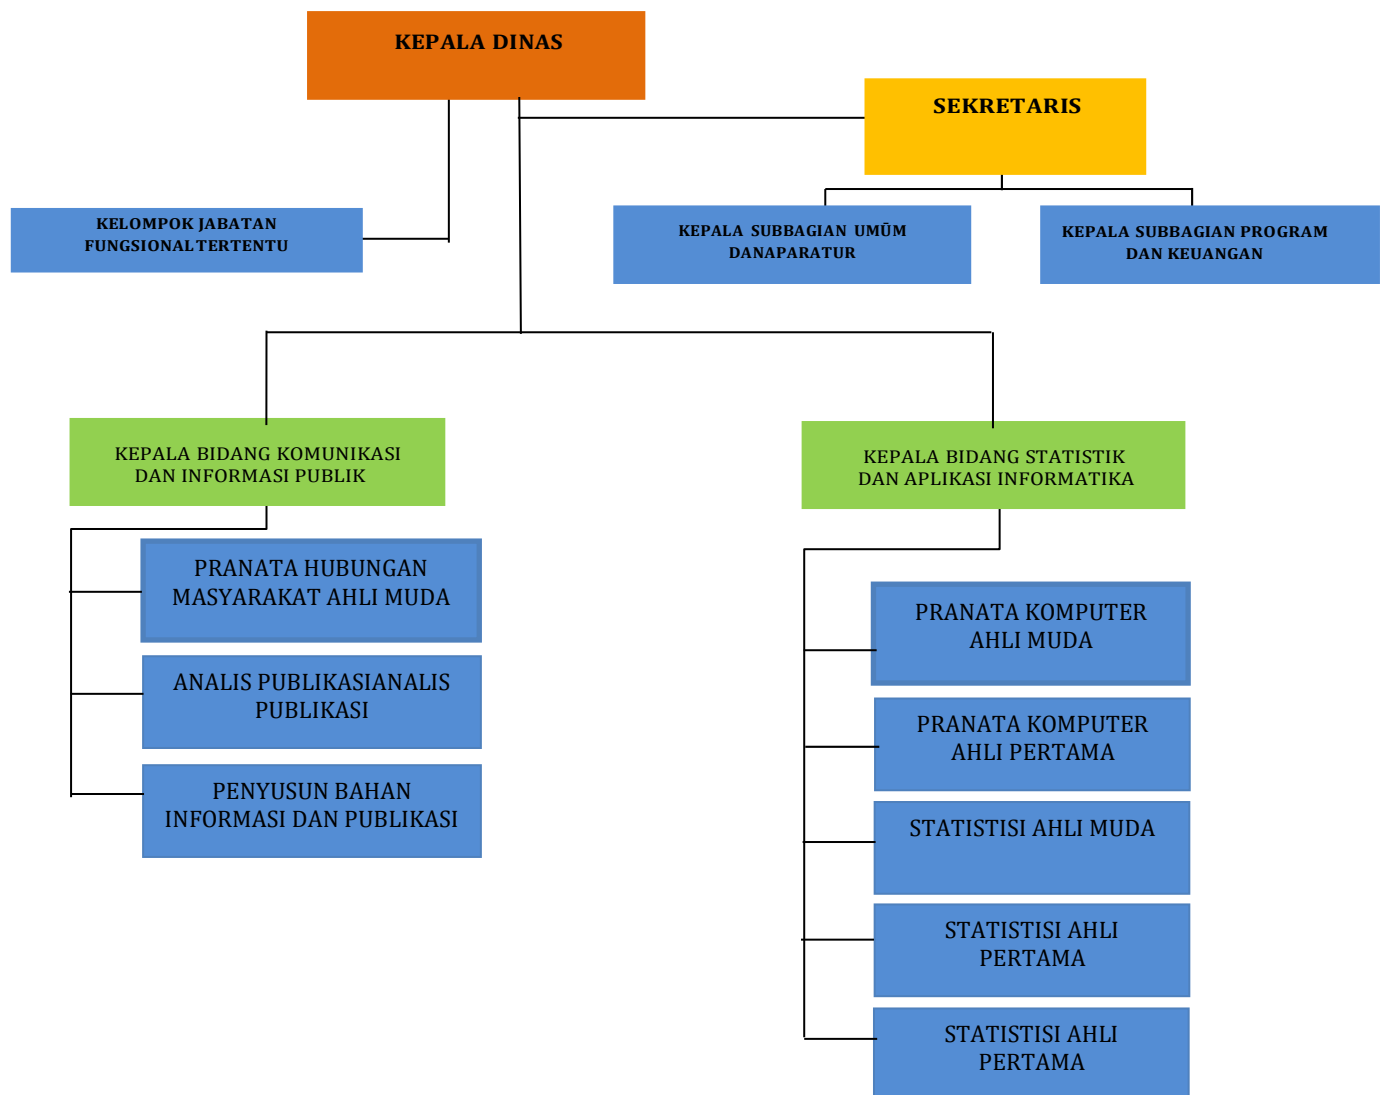 KEPALA DINAS
SEKRETARIS
KELOMPOK JABATAN
FUNGSIONALTERTENTU
KEPALA SUBBAGIAN UMŪM
DANAPARATUR
KEPALA SUBBAGIAN PROGRAM
DAN KEUANGAN
KEPALA BIDANG KOMUNIKASI
DAN INFORMASI PUBLIK
KEPALA BIDANG STATISTIK
DAN APLIKASI INFORMATIKA
PRANATA HUBUNGAN
MASYARAKAT AHLI MUDA
ANALIS PUBLIKASIANALIS
PUBLIKASI
PENYUSUN BAHAN
INFORMASI DAN PUBLIKASI
PRANATA KOMPUTER
AHLI MUDA
PRANATA KOMPUTER
AHLI PERTAMA
STATISTISI AHLI MUDA
STATISTISI AHLI
PERTAMA
STATISTISI AHLI
PERTAMA